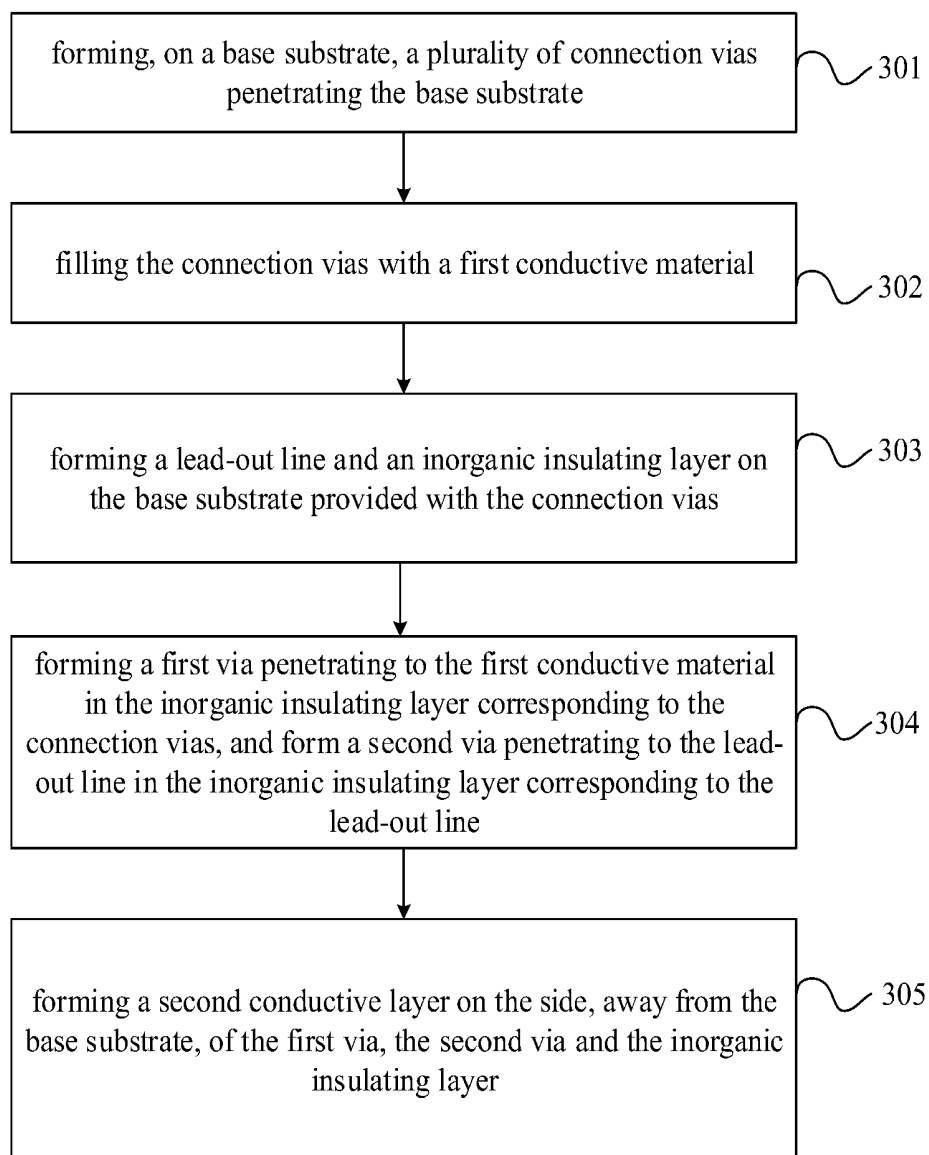 forming, on a base substrate, a plurality of connection vias
penetrating the base substrate
301
filling the connection vias with a first conductive material
302
forming a lead-out line and an inorganic insulating layer on
the base substrate provided with the connection vias
303
forming a first via penetrating to the first conductive material
in the inorganic insulating layer corresponding to the
connection vias, and form a second via penetrating to the lead-
out line in the inorganic insulating layer corresponding to the
lead-out line
304
forming a second conductive layer on the side, away from the
base substrate, of the first via, the second via and the inorganic
insulating layer
305